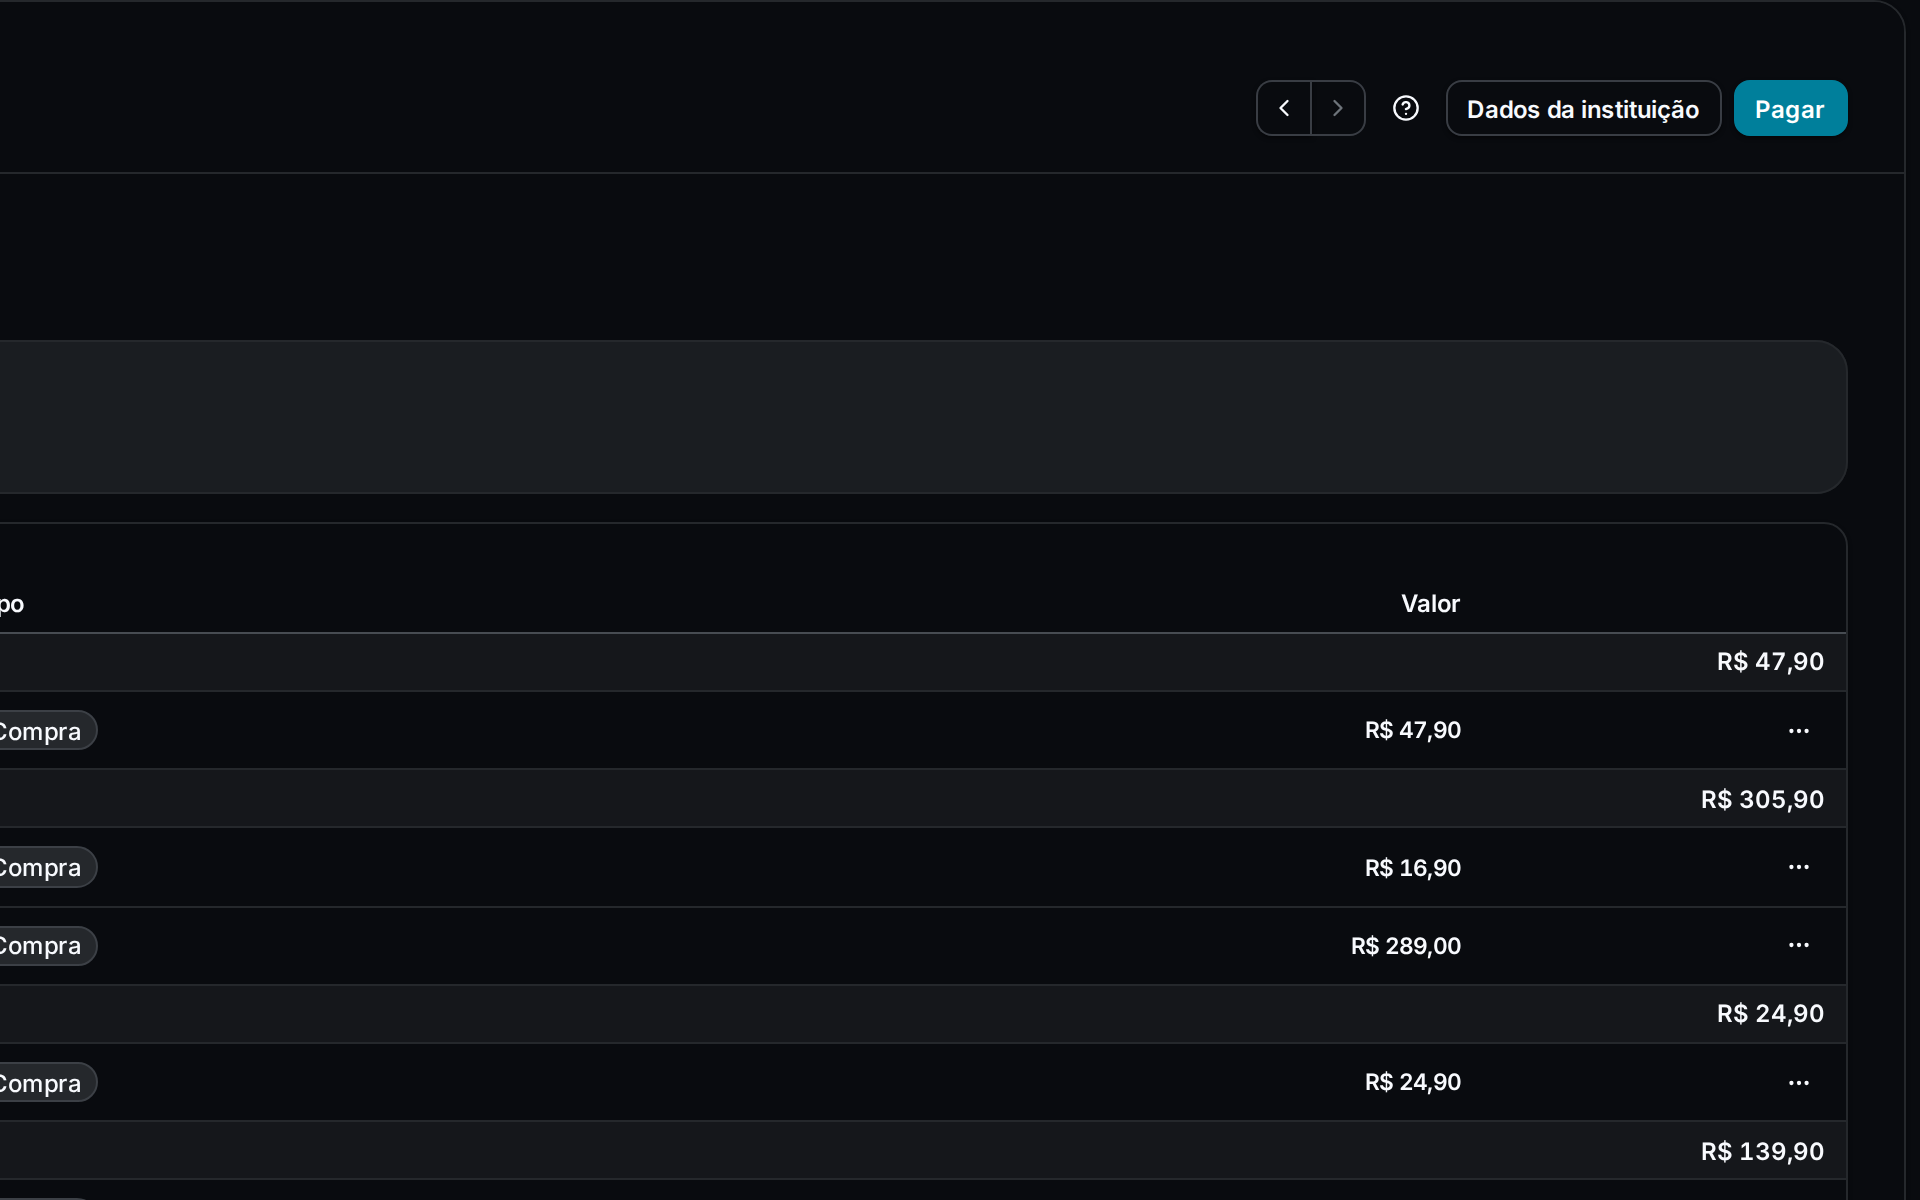 Dados da instituição Pagar
po Valor
R$ 47,90
Compra R$ 47,90
R$ 305,90
Compra R$ 16,90
Compra R$ 289,00
R$ 24,90
Compra R$ 24,90
R$ 139,90